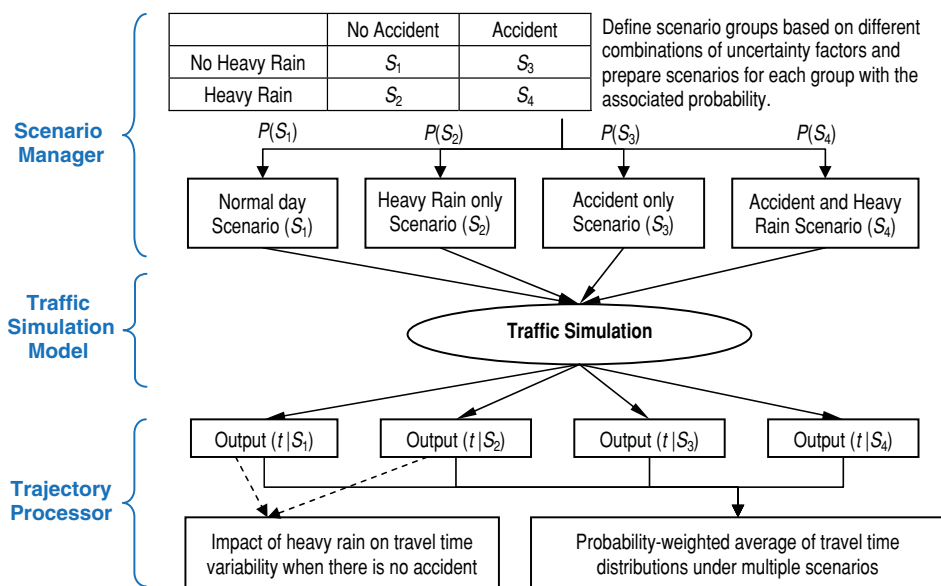 No Accident Accident
No Heavy Rain S1 S3
Heavy Rain S2 S4
Define scenario groups based on different
combinations of uncertainty factors and
prepare scenarios for each group with the
associated probability.
Scenario
Manager
P(S1) P(S2) P(S3) P(S4)
Normal day
Scenario (S1)
Heavy Rain only
Scenario (S2)
Accident only
Scenario (S3)
Accident and Heavy
Rain Scenario (S4)
Traffic
Simulation
Model
Traffic Simulation
Trajectory
Processor
Output (t|S1)
Output (t|S2)
Output (t|S3)
Output (t|S4)
Impact of heavy rain on travel time
variability when there is no accident
Probability-weighted average of travel time
distributions under multiple scenarios